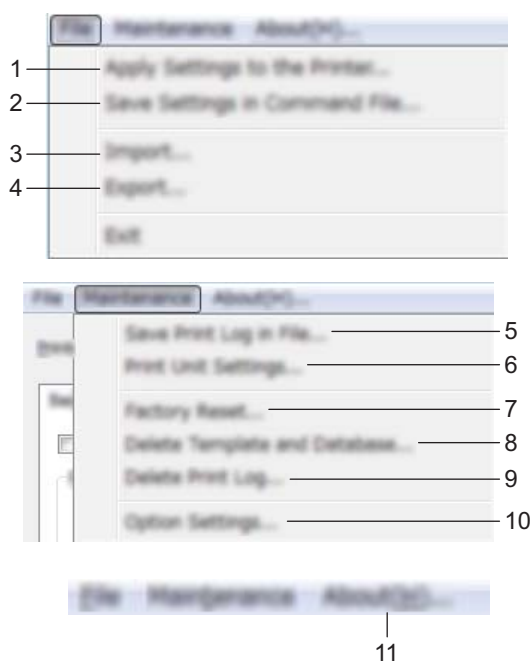 File Maintenance About(H)...
1 Apply Settings to the Printer...
2 Save Settings in Command File...
3 Import...
4 Export...
Exit
File Maintenance About(H)...
Save Print Log in File... 5
Print Unit Settings... 6
Factory Reset... 7
Delete Template and Database... 8
Delete Print Log... 9
Option Settings... 10
File Maintenance About(H)...
11